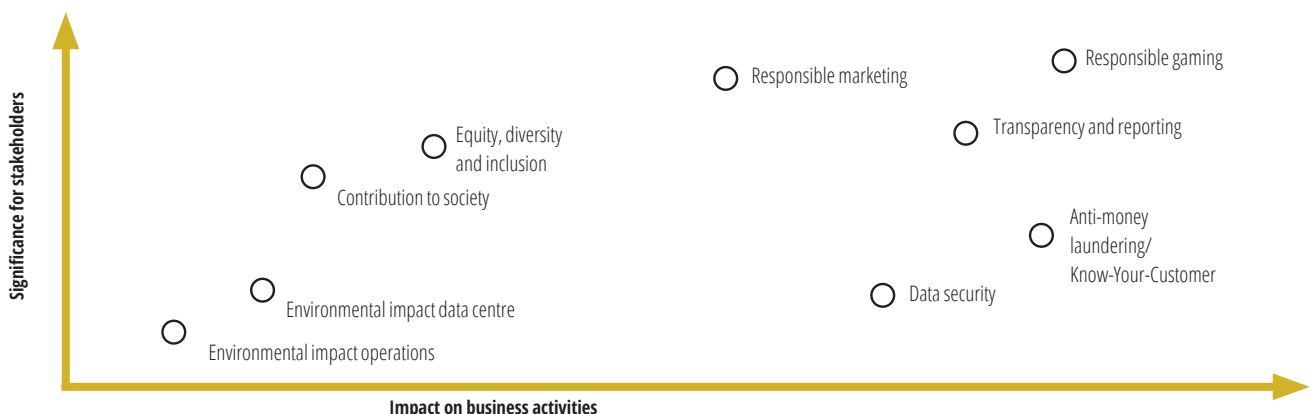 Significance for stakeholders
Responsible gaming
Responsible marketing
Transparency and reporting
Equity, diversity
and inclusion
Contribution to society
Anti-money
laundering/
Know-Your-Customer
Data security
Environmental impact data centre
Environmental impact operations
Impact on business activities